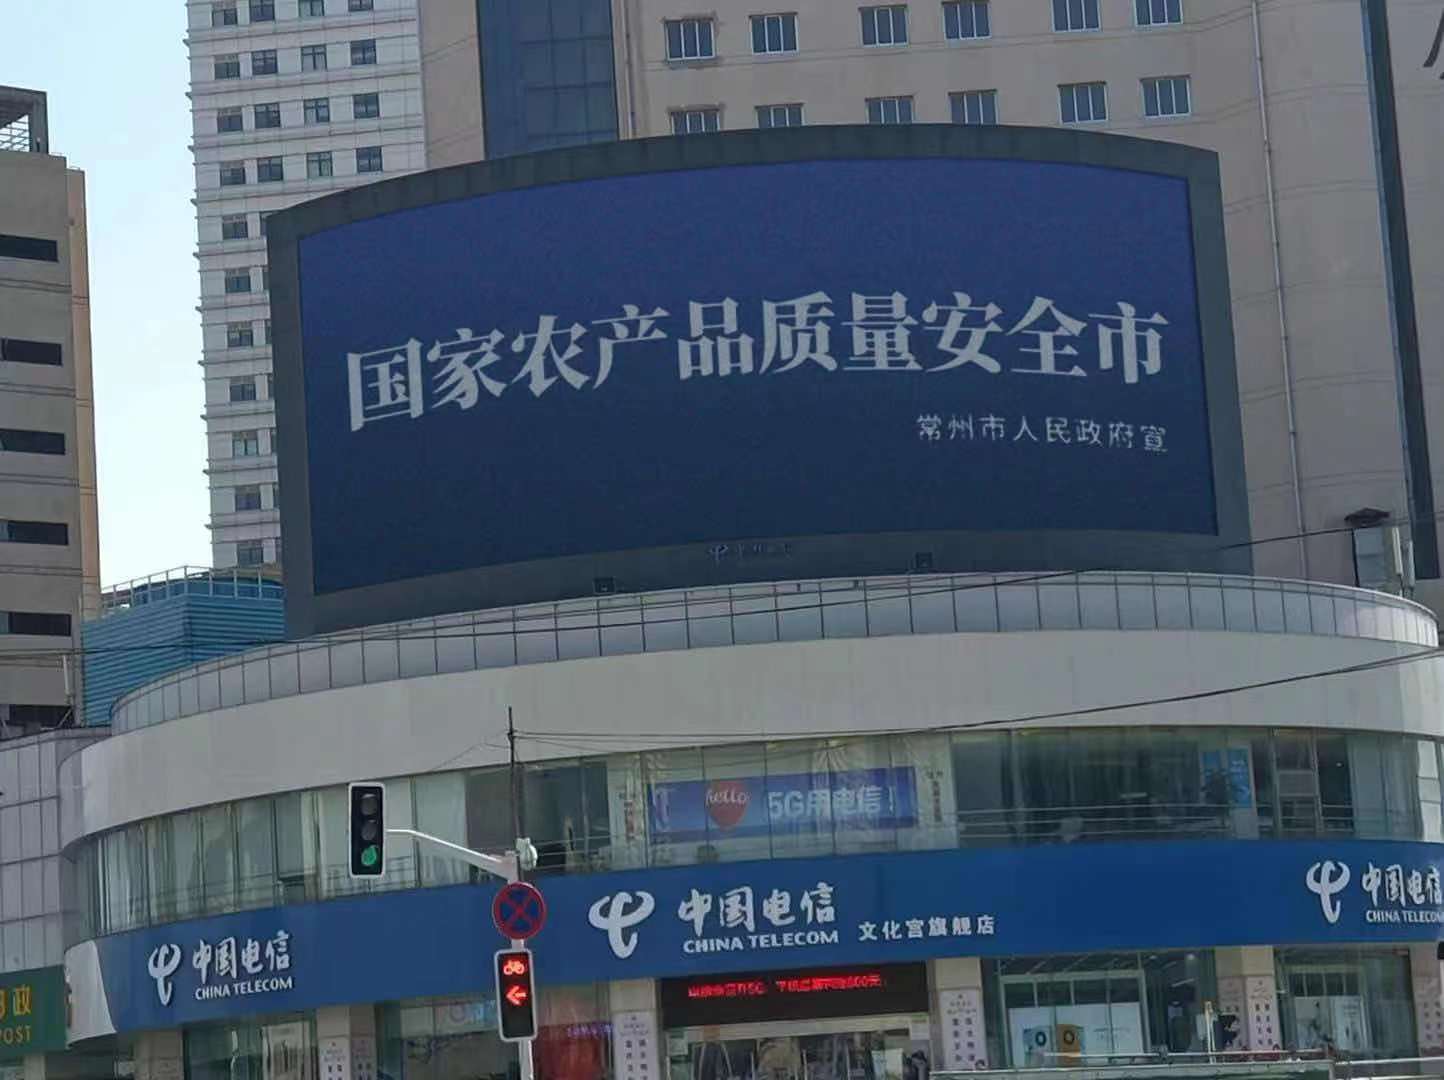 国家农产品质量安全市
常州市人民政府宣
hello 5G用电信!
中国电信
CHINA TELECOM
中国电信
CHINA TELECOM
文化宫旗舰店
中国电信
CHINA TELECOM
政
POST